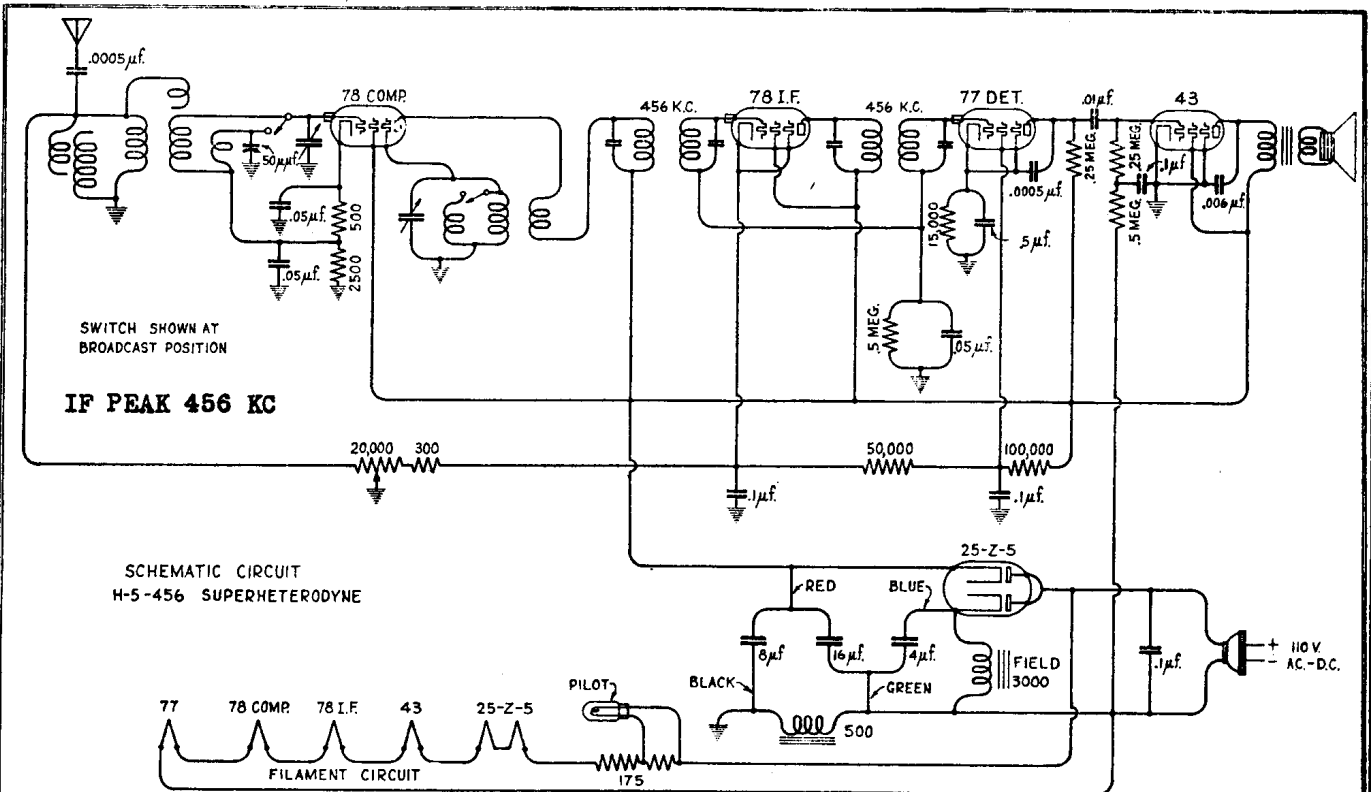 .0005µf.
78 COMP.
456 K.C.
78 I.F.
456 K.C.
77 DET.
.01µf.
43
50µµf.
.25 MEG.
.25 MEG.
.1µf
.0005µf.
.006µf.
.05µf.
500
15,000
.5µf.
.5 MEG.
.05µf.
2500
SWITCH SHOWN AT
BROADCAST POSITION
.5 MEG.
.05µf.
IF PEAK 456 KC
20,000
300
50,000
100,000
.1µf.
.1µf.
SCHEMATIC CIRCUIT
H-5-456 SUPERHETERODYNE
25-Z-5
RED
BLUE
8µf
16µf.
4µf.
FIELD
3000
.1µf.
+ 110 V.
- A.C.-D.C.
PILOT
BLACK
GREEN
500
77
78 COMP.
78 I.F.
43
25-Z-5
FILAMENT CIRCUIT
175